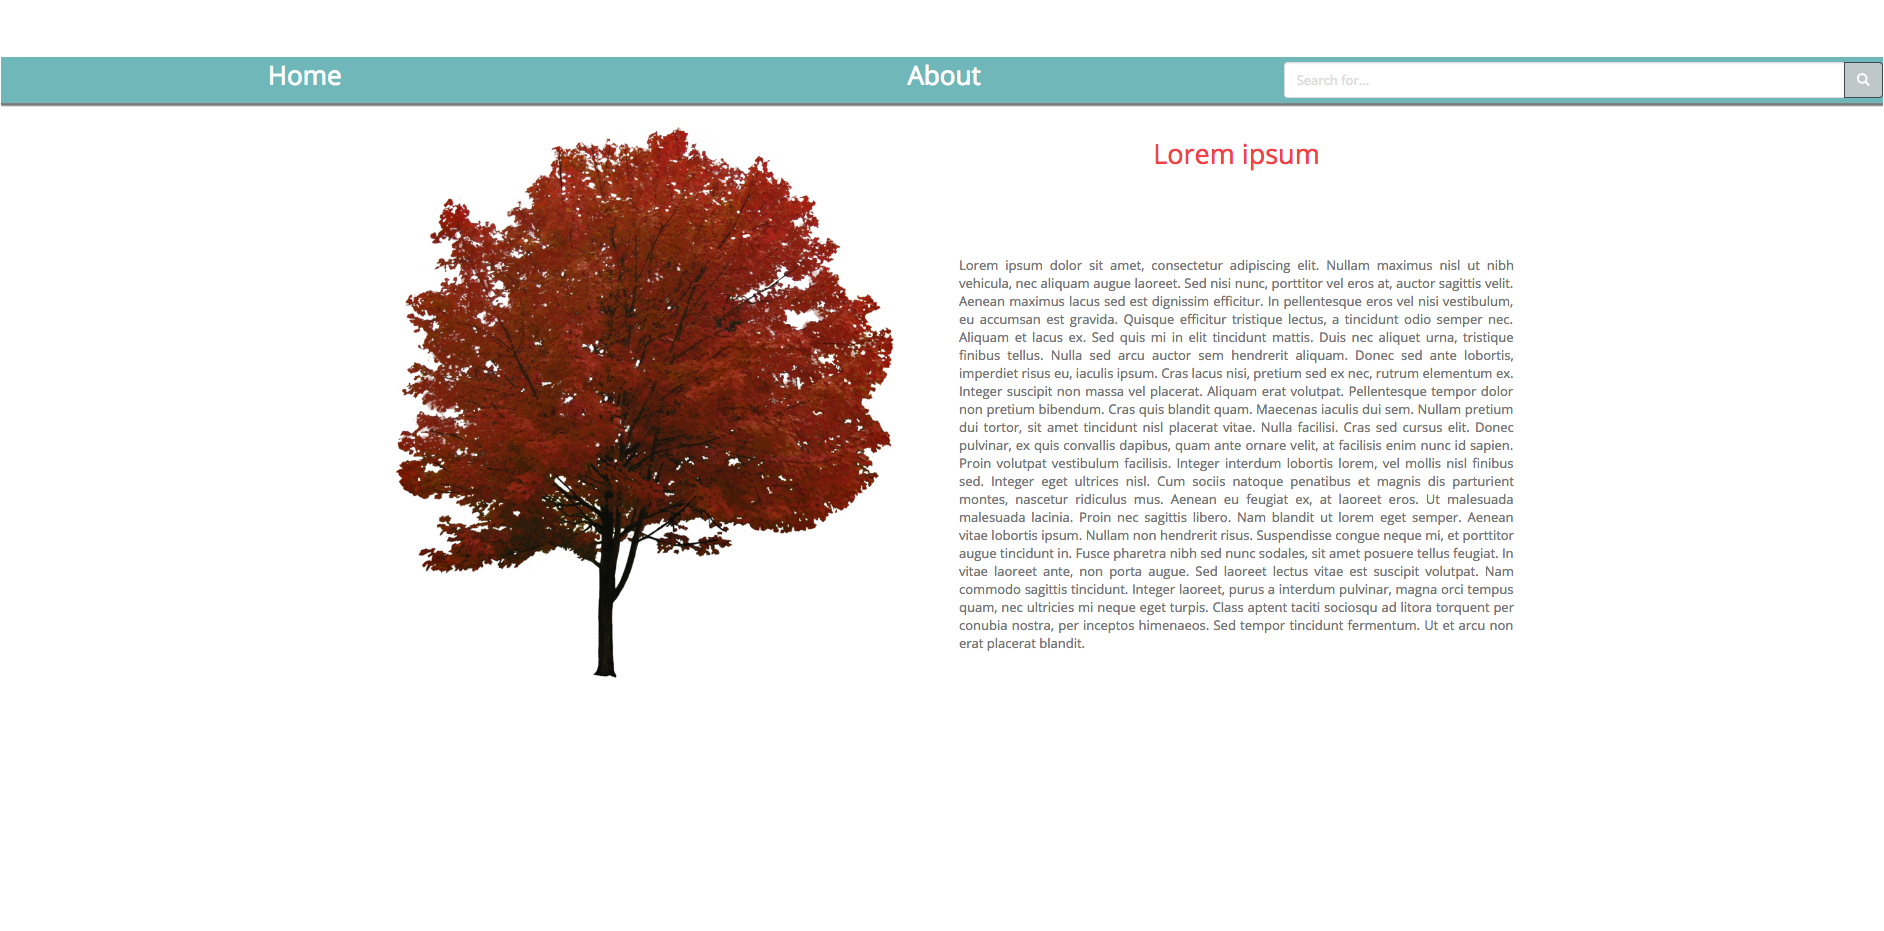 Home
About
Search for...
Lorem ipsum
Lorem ipsum dolor sit amet, consectetur adipiscing elit. Nullam maximus nisl ut nibh
vehicula, nec aliquam augue laoreet. Sed nisi nunc, porttitor vel eros at, auctor sagittis velit.
Aenean maximus lacus sed est dignissim efficitur. In pellentesque eros vel nisi vestibulum,
eu accumsan est gravida. Quisque efficitur tristique lectus, a tincidunt odio semper nec.
Aliquam et lacus ex. Sed quis mi in elit tincidunt mattis. Duis nec aliquet urna, tristique
finibus tellus. Nulla sed arcu auctor sem hendrerit aliquam. Donec sed ante lobortis,
imperdiet risus eu, iaculis ipsum. Cras lacus nisi, pretium sed ex nec, rutrum elementum ex.
Integer suscipit non massa vel placerat. Aliquam erat volutpat. Pellentesque tempor dolor
non pretium bibendum. Cras quis blandit quam. Maecenas iaculis dui sem. Nullam pretium
dui tortor, sit amet tincidunt nisl placerat vitae. Nulla facilisi. Cras sed cursus elit. Donec
pulvinar, ex quis convallis dapibus, quam ante ornare velit, at facilisis enim nunc id sapien.
Proin volutpat vestibulum facilisis. Integer interdum lobortis lorem, vel mollis nisl finibus
sed. Integer eget ultrices nisl. Cum sociis natoque penatibus et magnis dis parturient
montes, nascetur ridiculus mus. Aenean eu feugiat ex, at laoreet eros. Ut malesuada
malesuada lacinia. Proin nec sagittis libero. Nam blandit ut lorem eget semper. Aenean
vitae lobortis ipsum. Nullam non hendrerit risus. Suspendisse congue neque mi, et porttitor
augue tincidunt in. Fusce pharetra nibh sed nunc sodales, sit amet posuere tellus feugiat. In
vitae laoreet ante, non porta augue. Sed laoreet lectus vitae est suscipit volutpat. Nam
commodo sagittis tincidunt. Integer laoreet, purus a interdum pulvinar, magna orci tempus
quam, nec ultricies mi neque eget turpis. Class aptent taciti sociosqu ad litora torquent per
conubia nostra, per inceptos himenaeos. Sed tempor tincidunt fermentum. Ut et arcu non
erat placerat blandit.